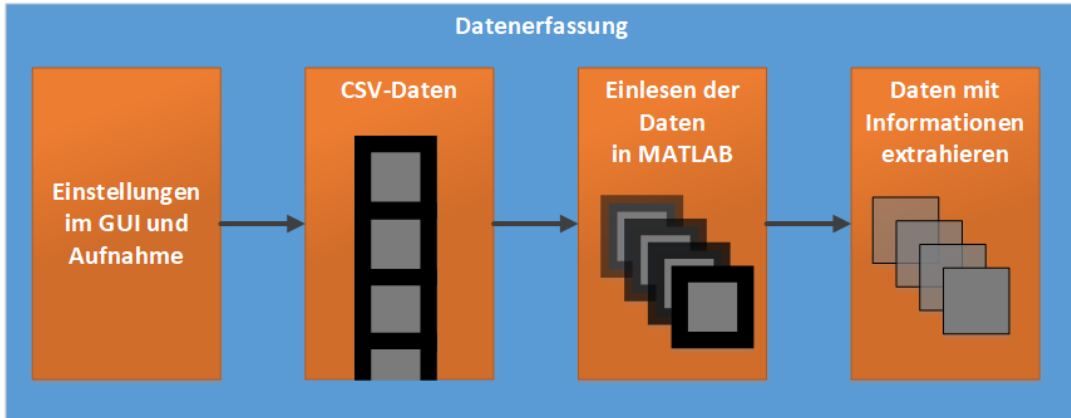 Datenerfassung
Einstellungen
im GUI und
Aufnahme
CSV-Daten
Einlesen der
Daten
in MATLAB
Daten mit
Informationen
extrahieren